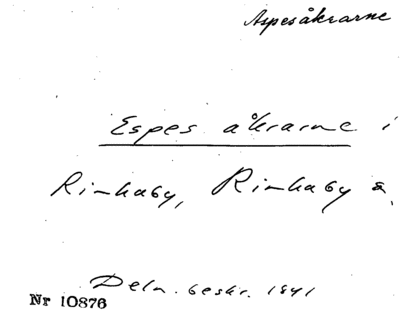 Aspesåkrarne
Espes åkrarne i
Rinkaby, Rinkaby s.
Deln. beskr. 1841
Nr 10876